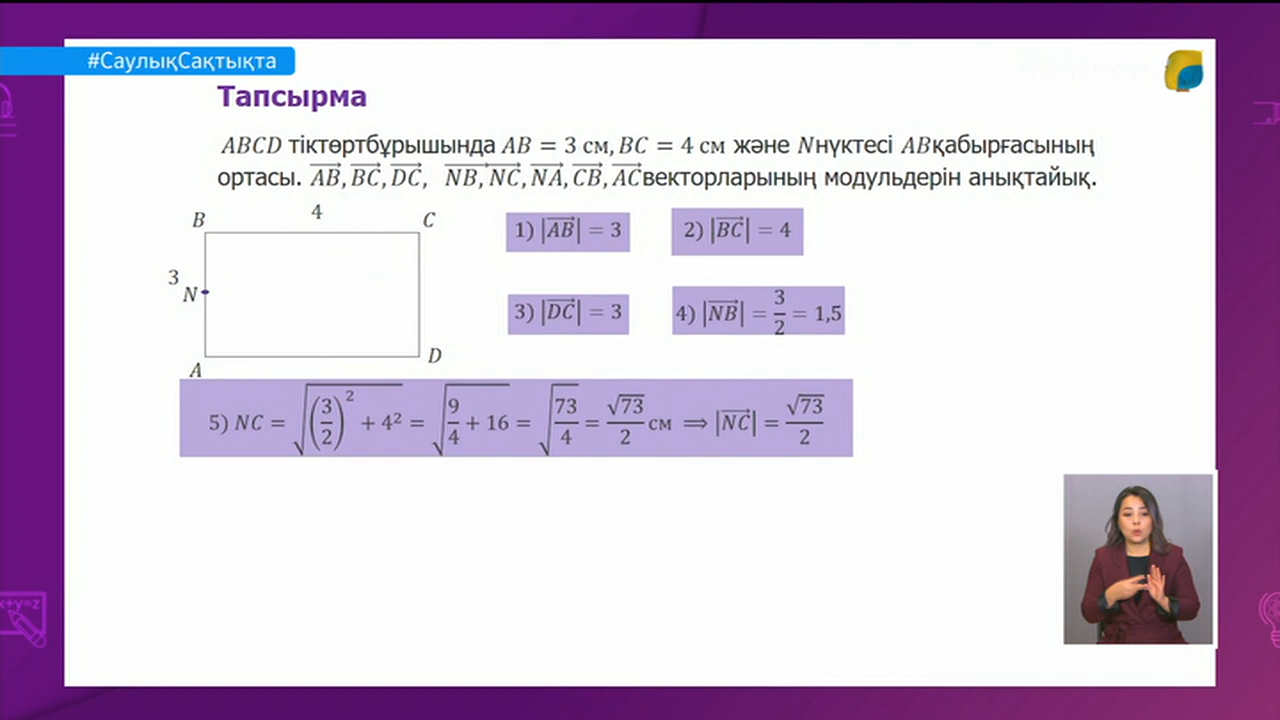 #СаулықСақтықта
Тапсырма
ABCD тіктөртбұрышында AB = 3 см, BC = 4 см және N нүктесі AB қабырғасының
ортасы. AB, BC, DC, NB, NC, NA, CB, AC векторларының модульдерін анықтайық.
B 4 C
1) |AB| = 3
2) |BC| = 4
3
N
3) |DC| = 3
4) |NB| = 3/2 = 1,5
A D
5) NC = √((3/2)² + 4²) = √(9/4 + 16) = √(73/4) = √73/2 см ⟹ |NC| = √73/2
x+y=z